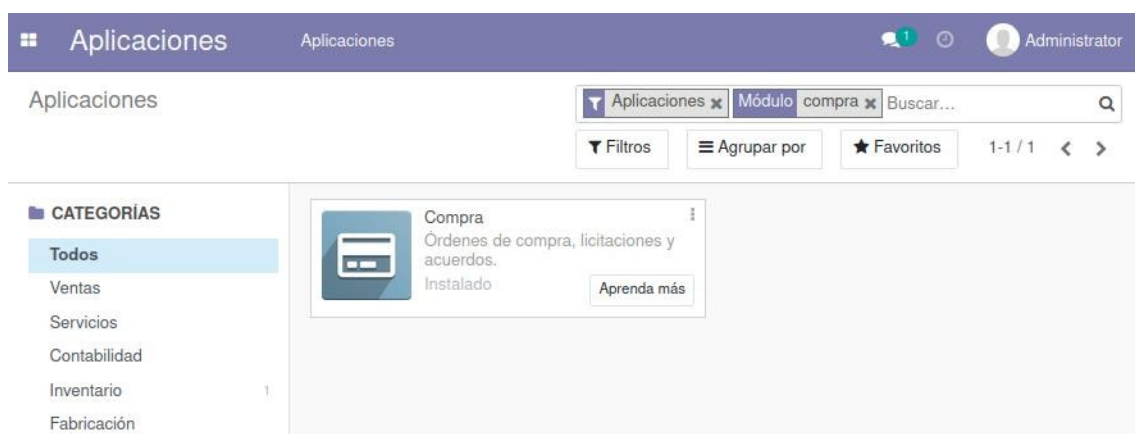 Aplicaciones Aplicaciones 1 Administrator
Aplicaciones
Aplicaciones Módulo compra Buscar...
Filtros Agrupar por Favoritos 1-1 / 1
CATEGORÍAS
Todos
Ventas
Servicios
Contabilidad
Inventario 1
Fabricación
Compra
Órdenes de compra, licitaciones y
acuerdos.
Instalado Aprenda más